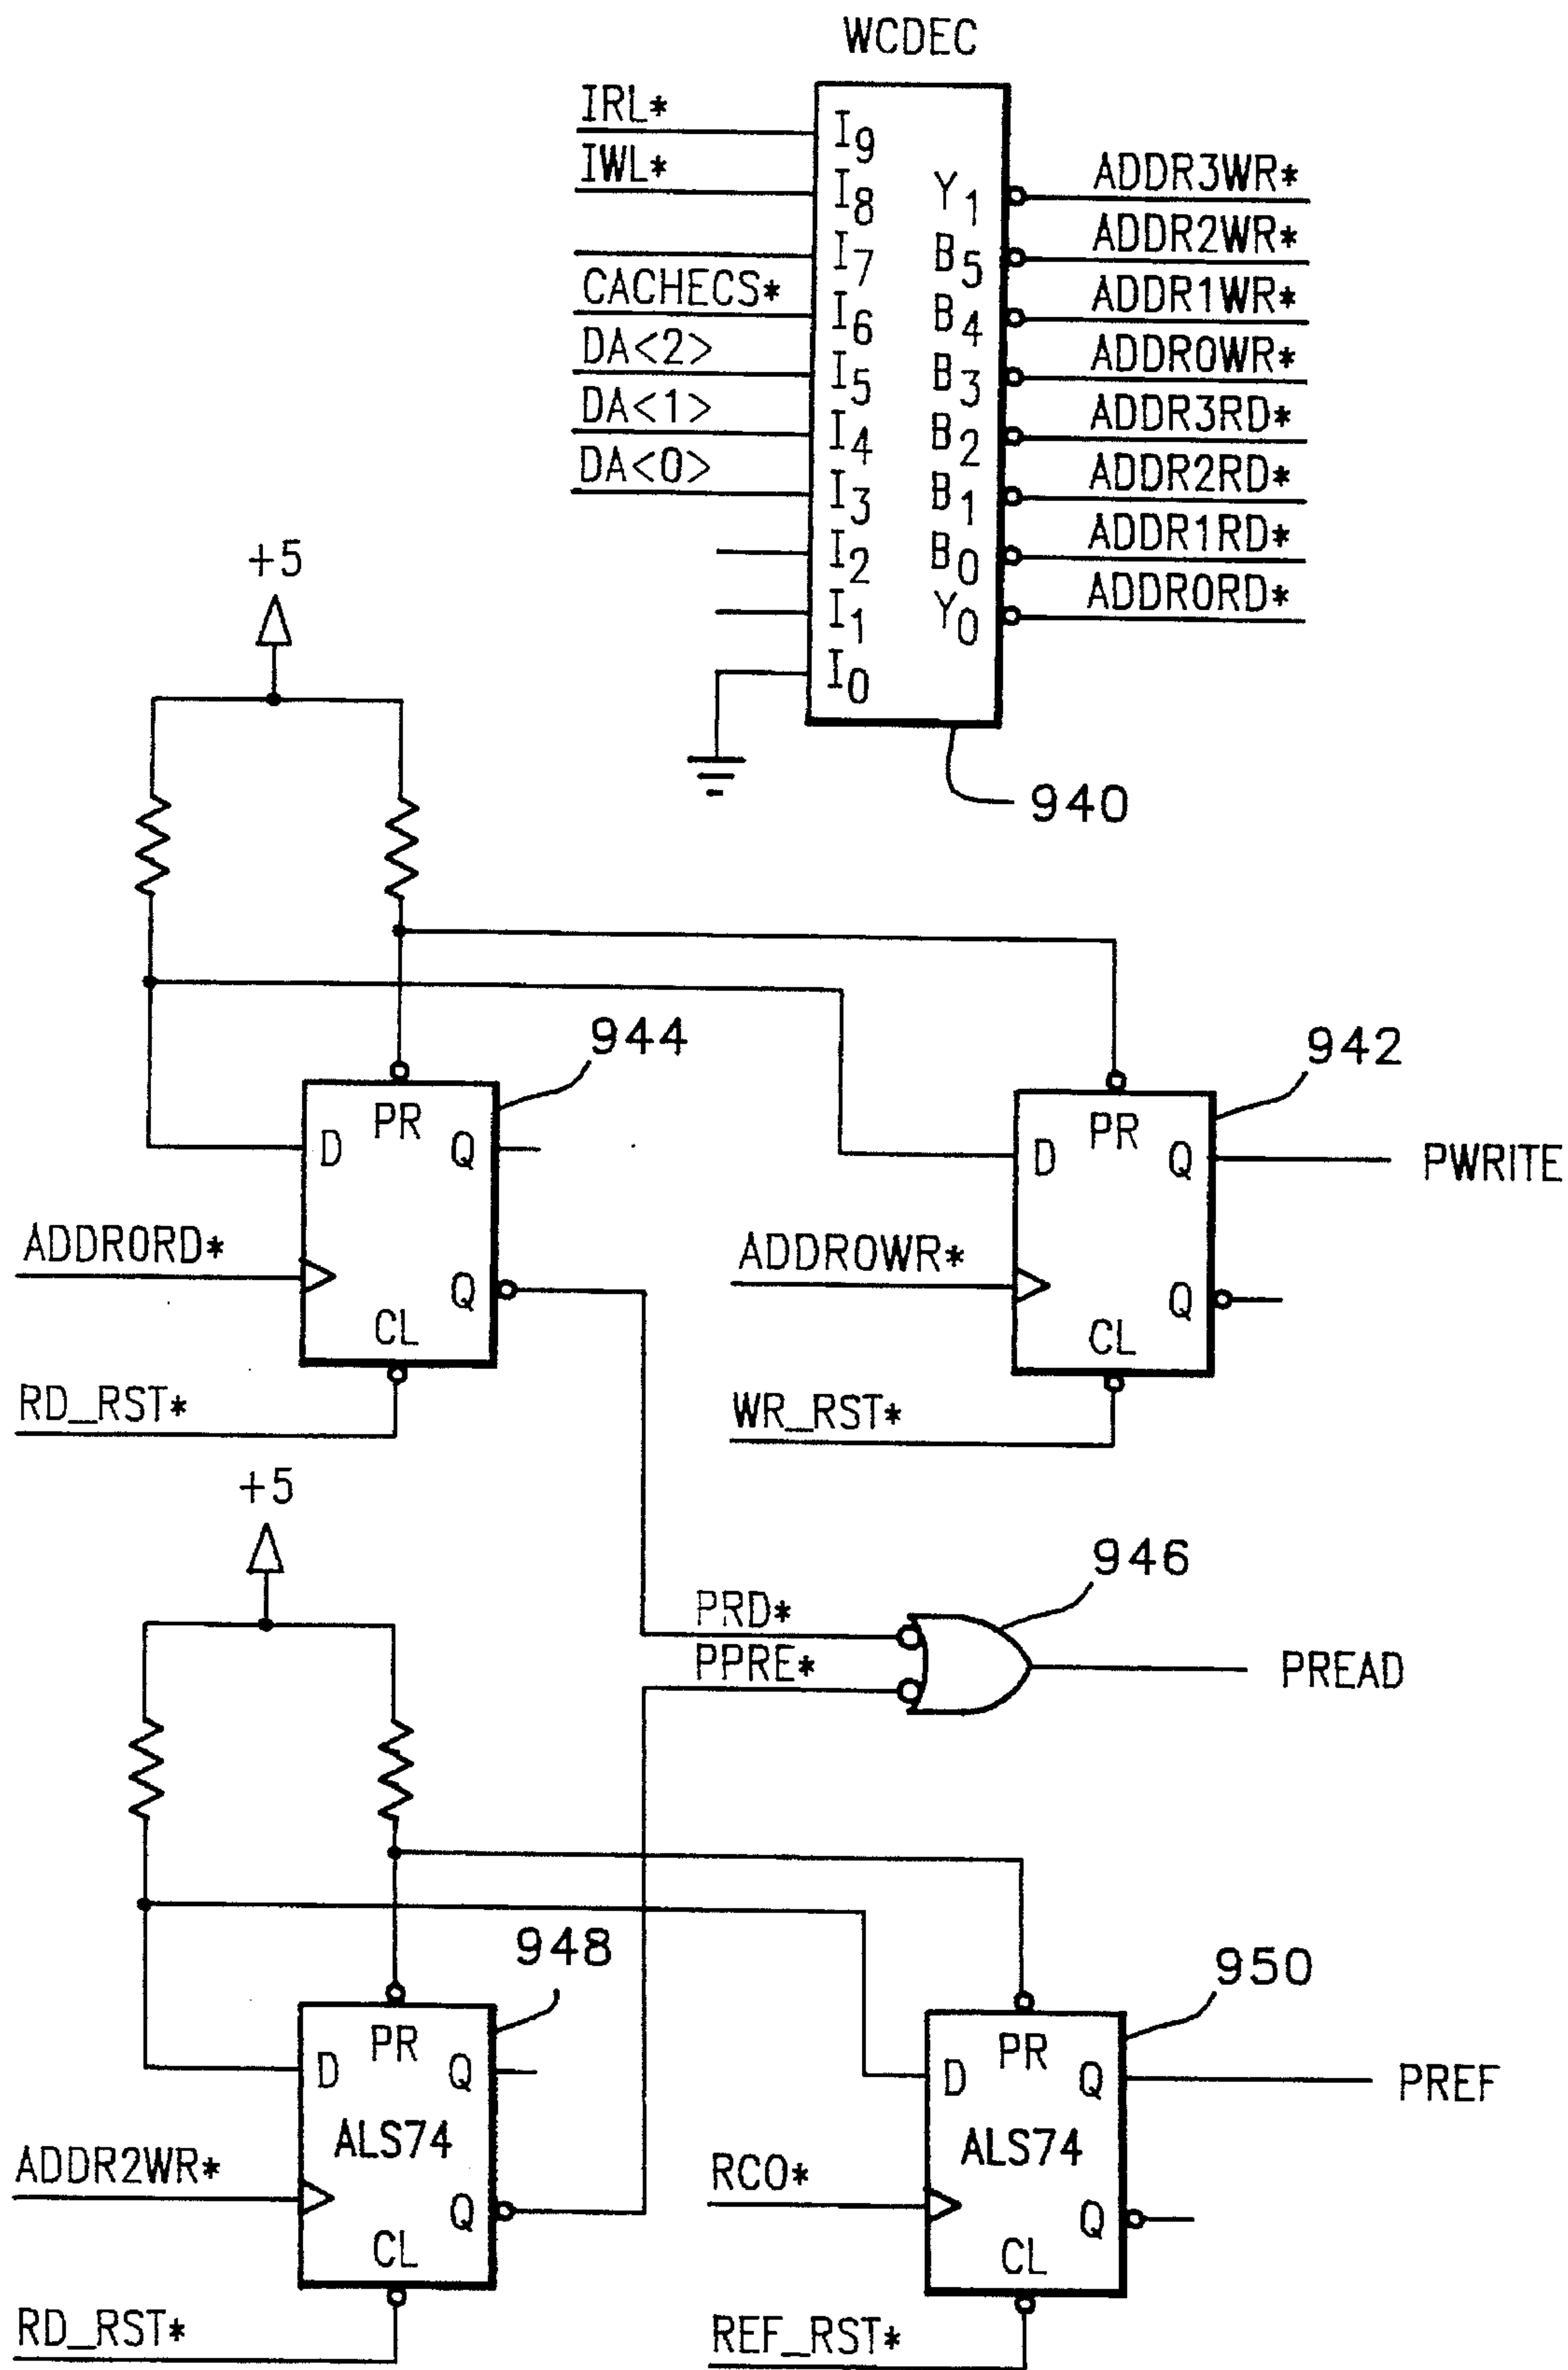 WCDEC
IRL*
IWL*
CACHECS*
DA<2>
DA<1>
DA<0>
I9
I8
I7
I6
I5
I4
I3
I2
I1
I0
Y1
B5
B4
B3
B2
B1
B0
Y0
ADDR3WR*
ADDR2WR*
ADDR1WR*
ADDR0WR*
ADDR3RD*
ADDR2RD*
ADDR1RD*
ADDR0RD*
940
+5
944
D PR Q
ADDR0RD*
Q
CL
RD_RST*
942
D PR Q
PWRITE
ADDR0WR*
Q
CL
WR_RST*
+5
PRD*
PPRE*
946
PREAD
948
D PR Q
ALS74
ADDR2WR*
Q
CL
RD_RST*
950
D PR Q
PREF
ALS74
RCO*
Q
CL
REF_RST*